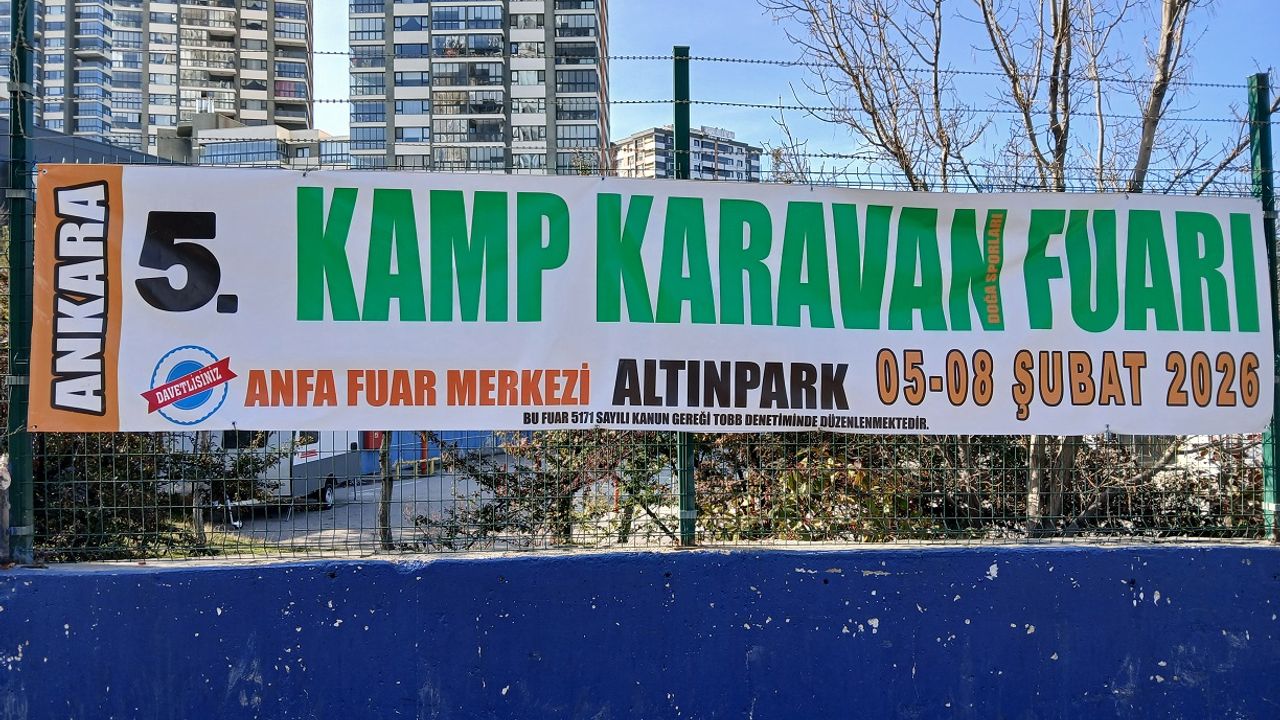 ANKARA
5. KAMP KARAVAN DOĞA SPORLARI FUARI
DAVETLİSİNİZ
ANFA FUAR MERKEZİ ALTINPARK 05-08 ŞUBAT 2026
BU FUAR 5171 SAYILI KANUN GEREĞİ TOBB DENETİMİNDE DÜZENLENMEKTEDİR.